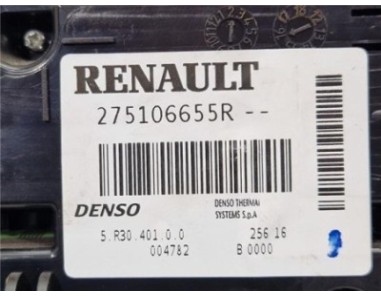 RENAULT
275106655R --
DENSO
DENSO THERMAL
SYSTEMS S.p.A
5.R30.401.0.0 256 16
004782 B 0000